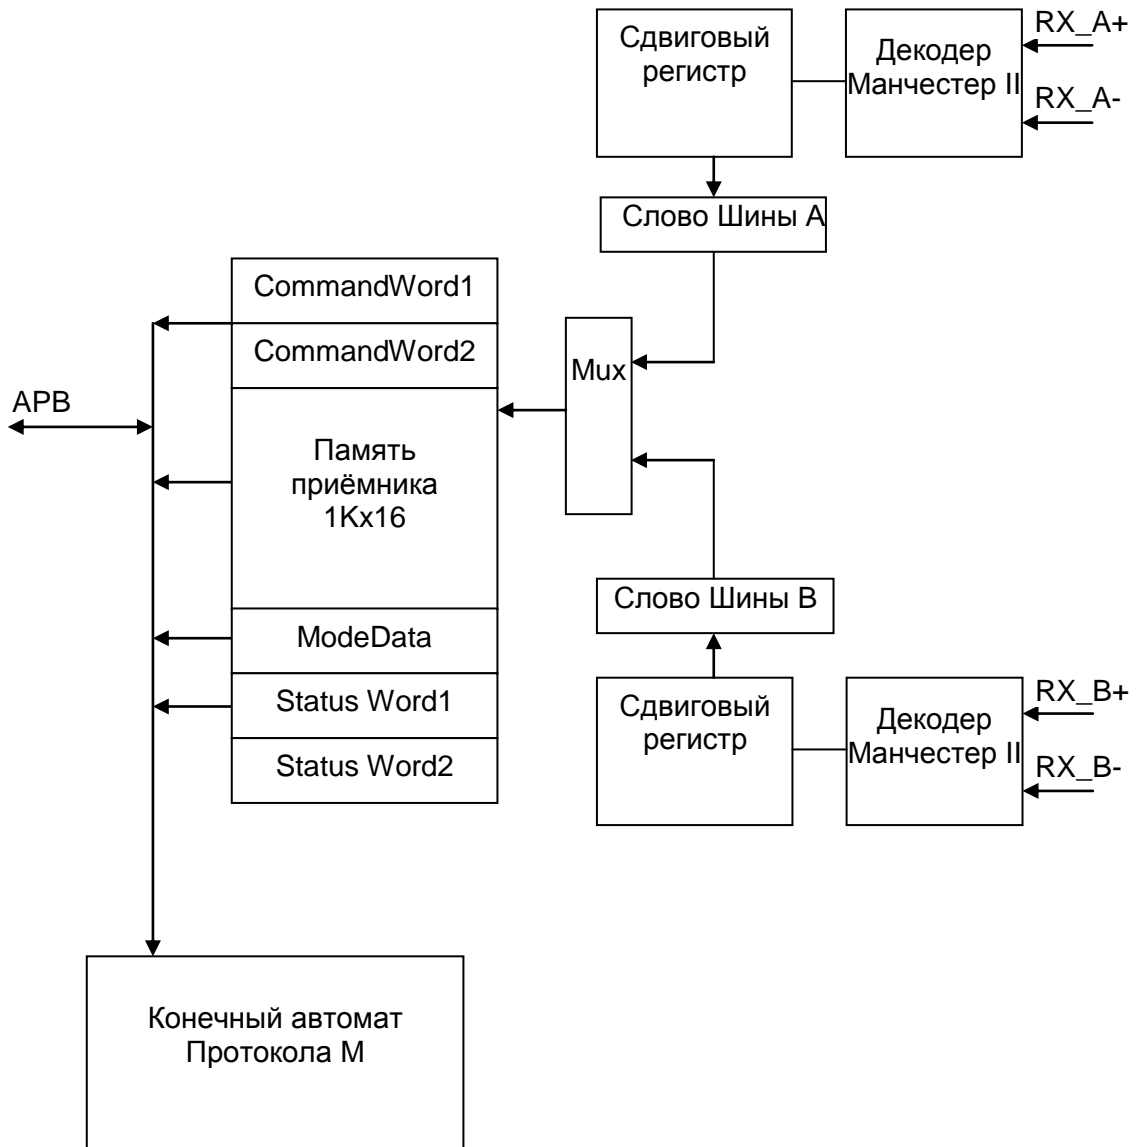 Сдвиговый
регистр
Декодер
Манчестер II
RX_A+
RX_A-
Слово Шины А
CommandWord1
CommandWord2
Mux
APB
Память
приёмника
1Kx16
Слово Шины В
ModeData
Status Word1
Status Word2
Сдвиговый
регистр
Декодер
Манчестер II
RX_B+
RX_B-
Конечный автомат
Протокола М